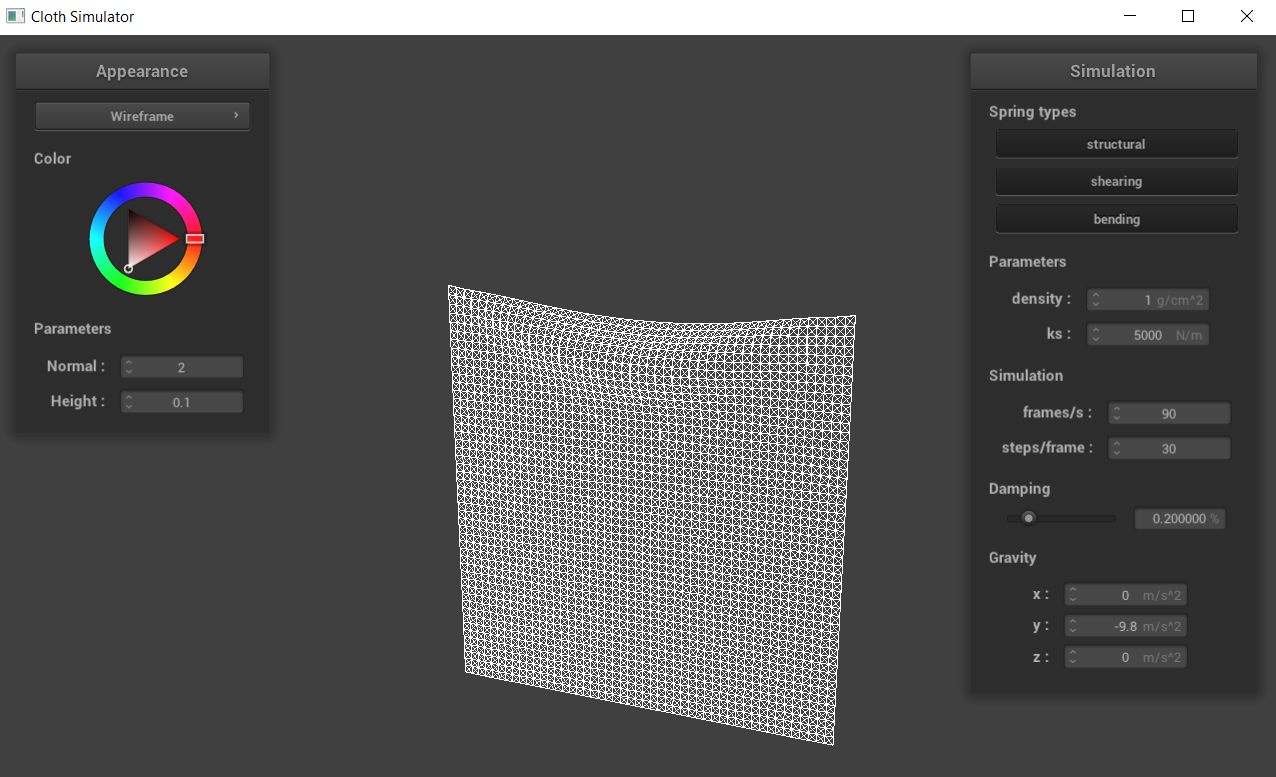 Cloth Simulator
Appearance
Wireframe
Color
Parameters
Normal : 2
Height : 0.1
Simulation
Spring types
structural
shearing
bending
Parameters
density : 1 g/cm^2
ks : 5000 N/m
Simulation
frames/s : 90
steps/frame : 30
Damping
0.200000 %
Gravity
x : 0 m/s^2
y : -9.8 m/s^2
z : 0 m/s^2